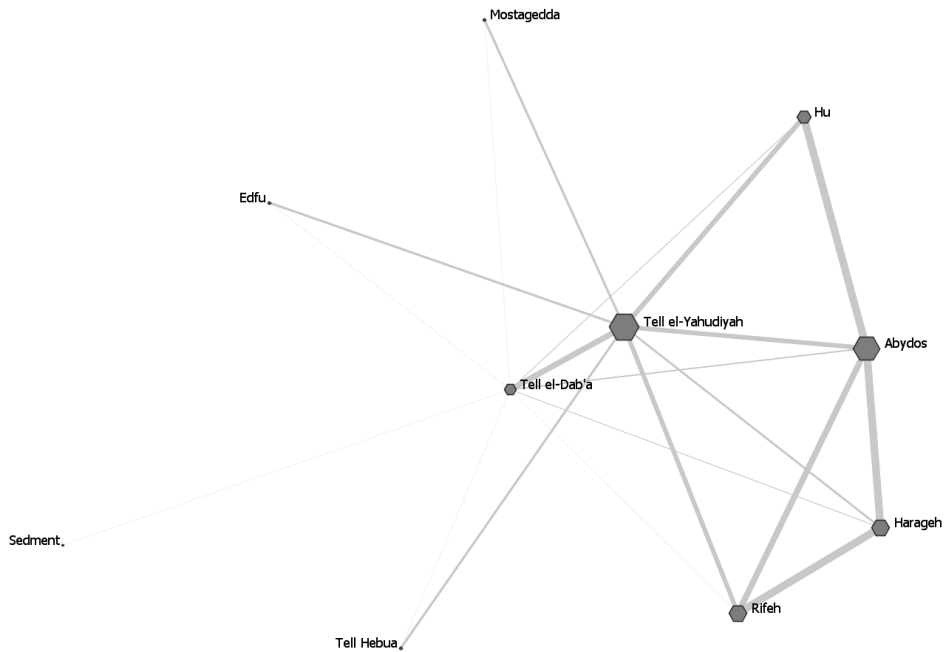 Mostagedda
Hu
Edfu
Tell el-Yahudiyah
Abydos
Tell el-Dab'a
Harageh
Sedment
Rifeh
Tell Hebua